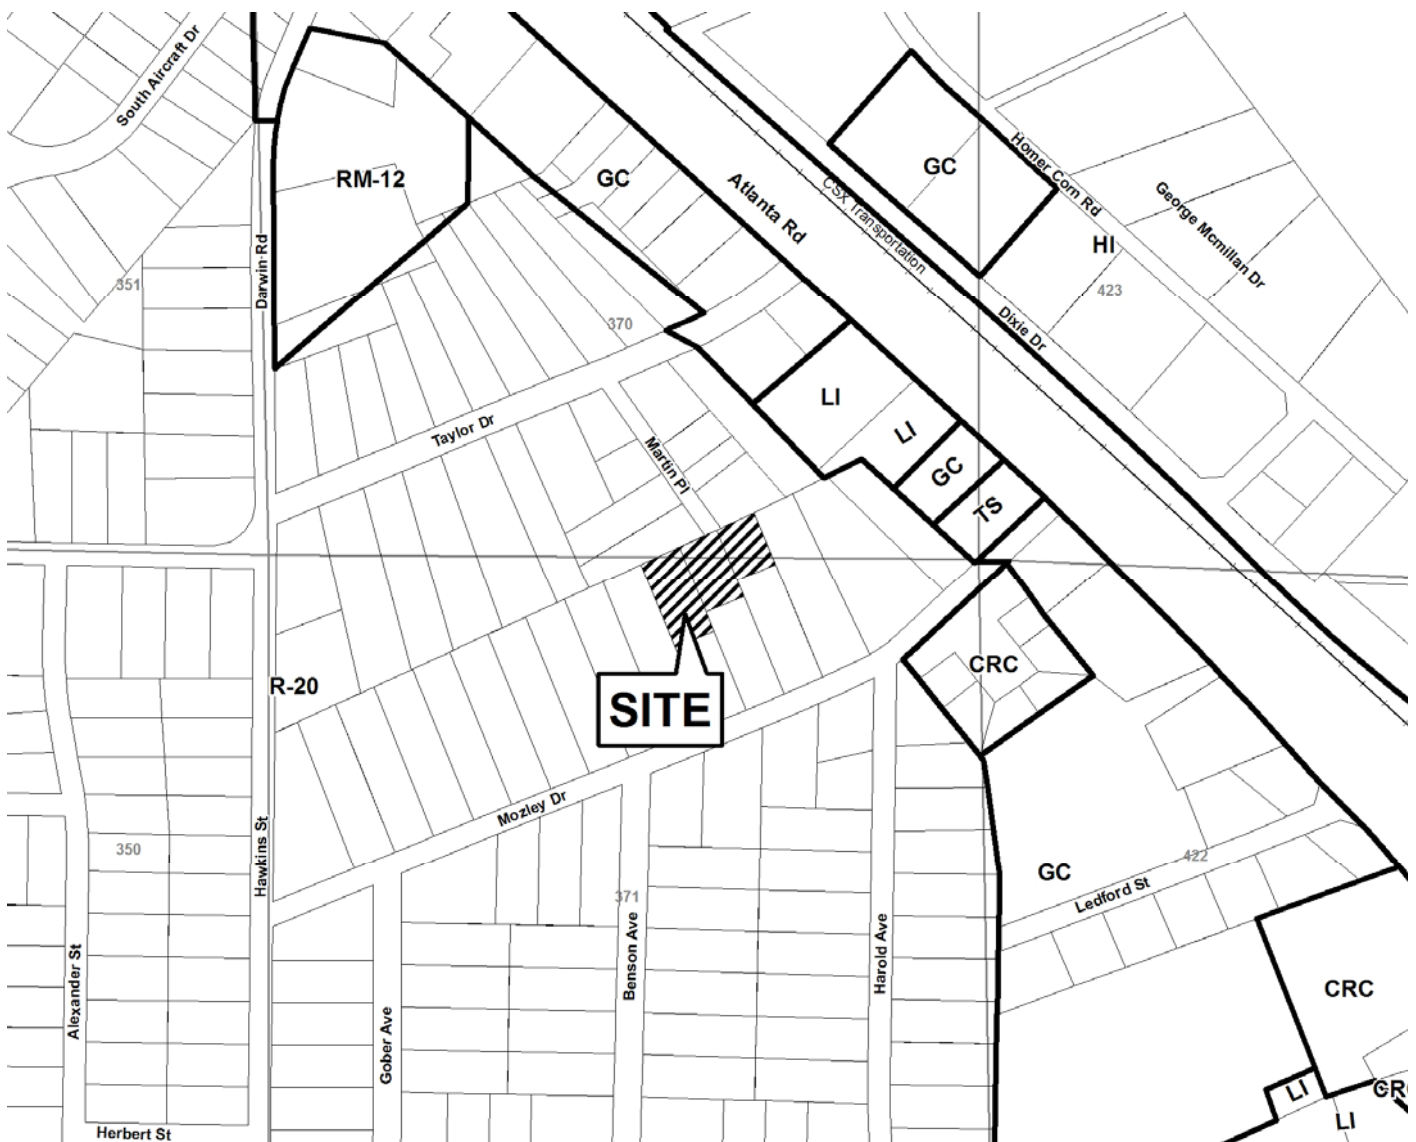 South Aircraft Dr
RM-12
GC
Atlanta Rd
CSX Transportation
GC
Homer Corn Rd
George Mcmillan Dr
HI
423
351
Darwin Rd
370
Dixie Dr
LI
LI
GC
TS
Taylor Dr
Martin Pl
R-20
SITE
CRC
Mozley Dr
350
Hawkins St
371
GC
422
Ledford St
Alexander St
Gober Ave
Benson Ave
Harold Ave
CRC
LI
LI
Herbert St